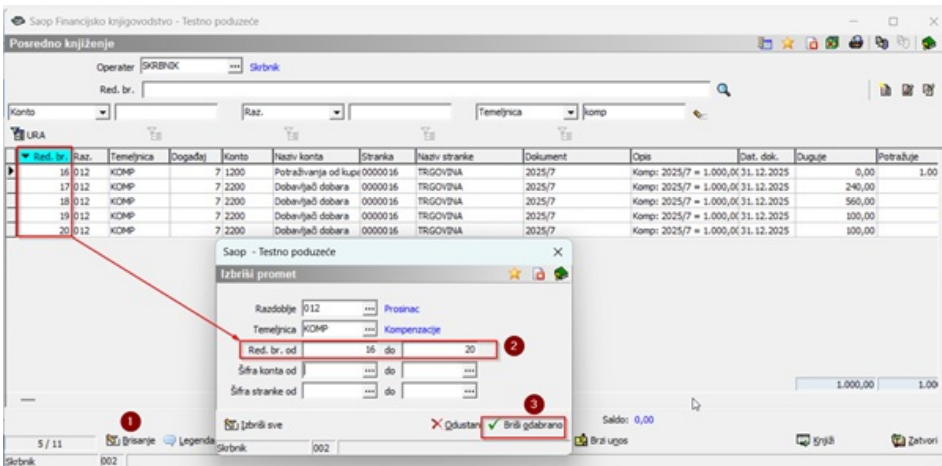 Saop Financijsko knjigovodstvo - Testno poduzeće
Posredno knjiženje
Operater SKRBNIK Skrbnik
Red. br.
Konto Raz. Temeljnica komp
URA
Red. br. Raz. Temeljnica Događaj Konto Naziv konta Stranka Naziv stranke Dokument Opis Dat. dok. Duguje Potražuje
16 012 KOMP 7 1200 Potraživanja od kupc 0000016 TRGOVINA 2025/7 Komp: 2025/7 = 1.000,0( 31.12.2025 0,00 1.00
17 012 KOMP 7 2200 Dobavljači dobara 0000016 TRGOVINA 2025/7 Komp: 2025/7 = 1.000,0( 31.12.2025 240,00
18 012 KOMP 7 2200 Dobavljači dobara 0000016 TRGOVINA 2025/7 Komp: 2025/7 = 1.000,0( 31.12.2025 560,00
19 012 KOMP 7 2200 Dobavljači dobara 0000016 TRGOVINA 2025/7 Komp: 2025/7 = 1.000,0( 31.12.2025 100,00
20 012 KOMP 7 2200 Dobavljači dobara 0000016 TRGOVINA 2025/7 Komp: 2025/7 = 1.000,0( 31.12.2025 100,00
Saop - Testno poduzeće
Izbriši promet
Razdoblje 012 Prosinac
Temeljnica KOMP Kompenzacije
Red. br. od 16 do 20
2
Šifra konta od do
Šifra stranke od do
3
Izbriši sve Odustani Briši odabrano
Skrbnik 002
1.000,00 1.00
1
Saldo: 0,00
5 / 11 Brisanje Legenda Brzi unos Knjiži Zatvori
Skrbnik 002